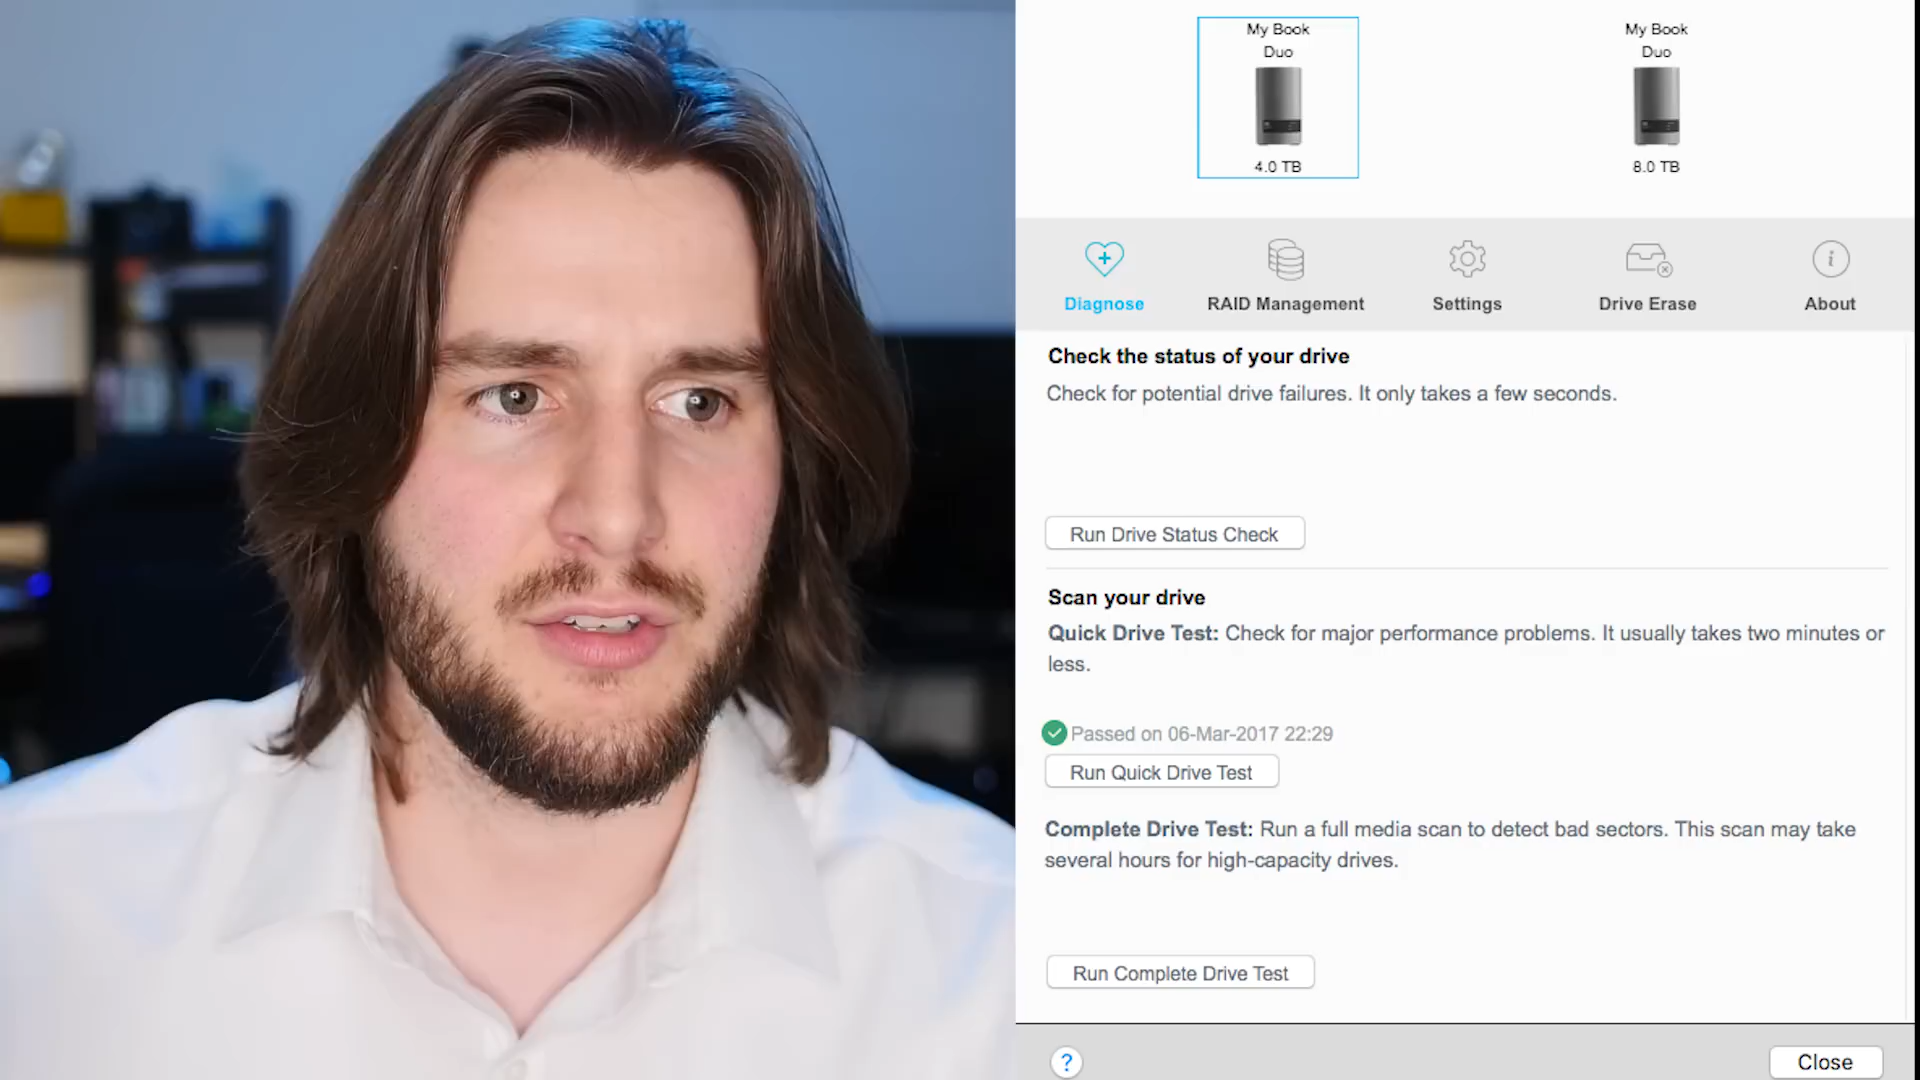 My Book
Duo
4.0 TB
My Book
Duo
8.0 TB
Diagnose
RAID Management
Settings
Drive Erase
About
Check the status of your drive
Check for potential drive failures. It only takes a few seconds.
Run Drive Status Check
Scan your drive
Quick Drive Test: Check for major performance problems. It usually takes two minutes or
less.
Passed on 06-Mar-2017 22:29
Run Quick Drive Test
Complete Drive Test: Run a full media scan to detect bad sectors. This scan may take
several hours for high-capacity drives.
Run Complete Drive Test
?
Close